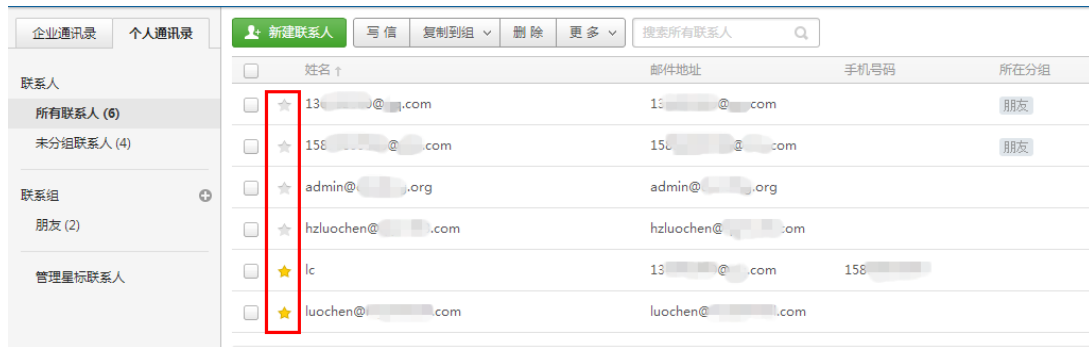 企业通讯录 个人通讯录
新建联系人 写信 复制到组 删除 更多 搜索所有联系人
联系人
所有联系人 (6)
未分组联系人 (4)
联系组
朋友 (2)
管理星标联系人
姓名↑ 邮件地址 手机号码 所在分组
13 @ .com 13 @ com 朋友
158 @ .com 158 @ com 朋友
admin@ .org admin@ .org
hzluochen@ .com hzluochen@ com
lc 13 @ .com 158
luochen@ .com luochen@ .com